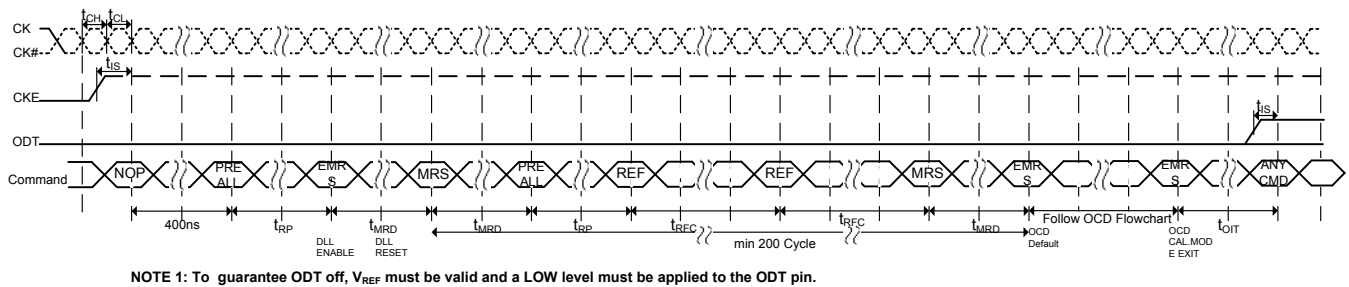 tCH tCL
CK
CK#
tIS
CKE
tIS
ODT
Command
NOP
PRE ALL
EMR S
MRS
PRE ALL
REF
REF
MRS
EMR S
EMR S
ANY CMD
400ns
tRP
tMRD
tMRD
tRP
tRFC
tRFC
tMRD
Follow OCD Flowchart
tOIT
DLL ENABLE
DLL RESET
min 200 Cycle
OCD Default
OCD CAL.MOD E EXIT
NOTE 1: To guarantee ODT off, VREF must be valid and a LOW level must be applied to the ODT pin.